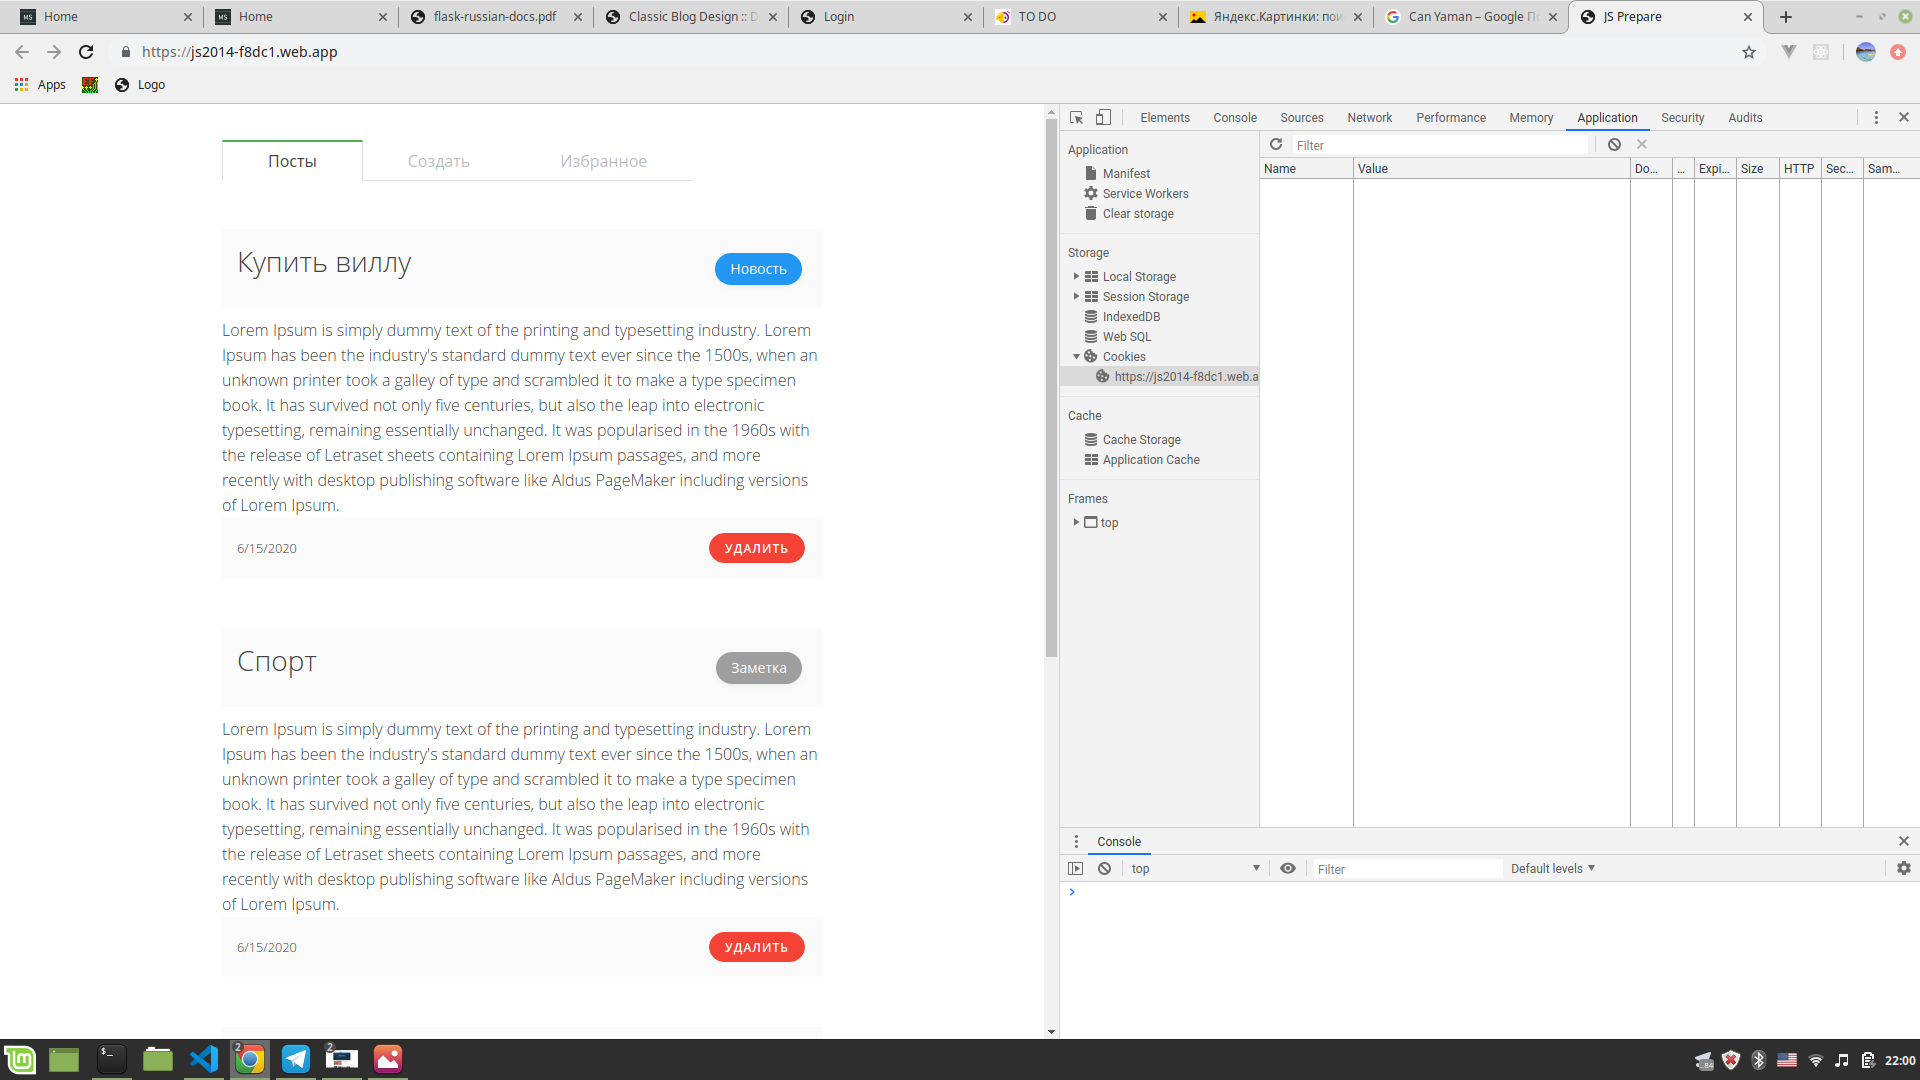 Home
Home
flask-russian-docs.pdf
Classic Blog Design :: D
Login
TO DO
Яндекс.Картинки: пои
Can Yaman – Google П
JS Prepare
https://js2014-f8dc1.web.app
Apps
Logo
Посты
Создать
Избранное
Купить виллу
Новость
Lorem Ipsum is simply dummy text of the printing and typesetting industry. Lorem
Ipsum has been the industry's standard dummy text ever since the 1500s, when an
unknown printer took a galley of type and scrambled it to make a type specimen
book. It has survived not only five centuries, but also the leap into electronic
typesetting, remaining essentially unchanged. It was popularised in the 1960s with
the release of Letraset sheets containing Lorem Ipsum passages, and more
recently with desktop publishing software like Aldus PageMaker including versions
of Lorem Ipsum.
6/15/2020
УДАЛИТЬ
Спорт
Заметка
Lorem Ipsum is simply dummy text of the printing and typesetting industry. Lorem
Ipsum has been the industry's standard dummy text ever since the 1500s, when an
unknown printer took a galley of type and scrambled it to make a type specimen
book. It has survived not only five centuries, but also the leap into electronic
typesetting, remaining essentially unchanged. It was popularised in the 1960s with
the release of Letraset sheets containing Lorem Ipsum passages, and more
recently with desktop publishing software like Aldus PageMaker including versions
of Lorem Ipsum.
6/15/2020
УДАЛИТЬ
Elements
Console
Sources
Network
Performance
Memory
Application
Security
Audits
Application
Manifest
Service Workers
Clear storage
Storage
Local Storage
Session Storage
IndexedDB
Web SQL
Cookies
https://js2014-f8dc1.web.a
Cache
Cache Storage
Application Cache
Frames
top
Filter
Name
Value
Do...
...
Expi...
Size
HTTP
Sec...
Sam...
Console
top
Filter
Default levels
2
2
22:00